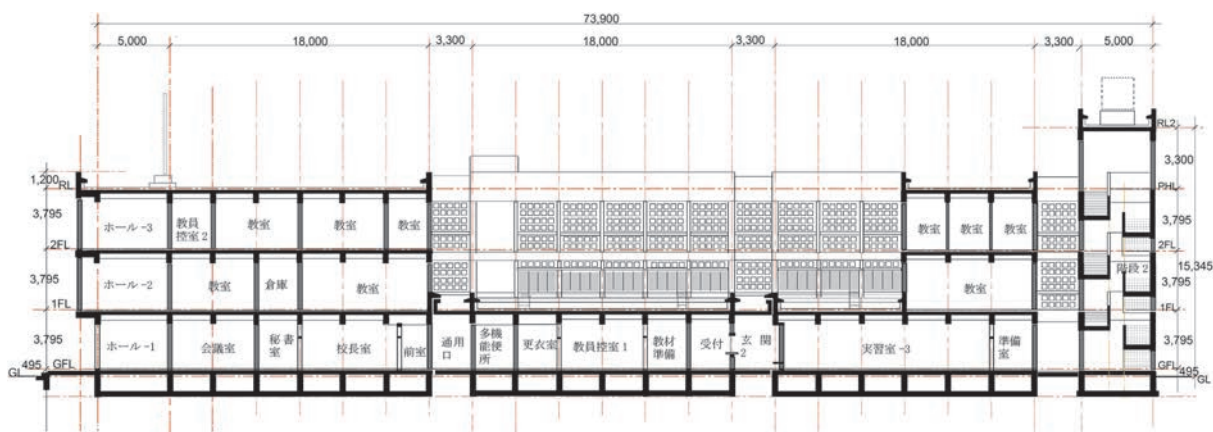 73,900
5,000 18,000 3,300 18,000 3,300 18,000 3,300 5,000
RL2
1,200 RL
3,300
PHL
3,795
ホール-3 教員控室2 教室 教室 教室 教室 教室 教室
3,795
2FL
2FL
15,345
3,795
ホール-2 教室 倉庫 教室 教室
階段2
3,795
1FL
1FL
3,795
ホール-1 会議室 秘書室 校長室 前室 通用口 多機能便所 更衣室 教員控室1 教材準備 受付 玄関2 実習室-3 準備室
3,795
GFL
GFL
495
495
GL
GL